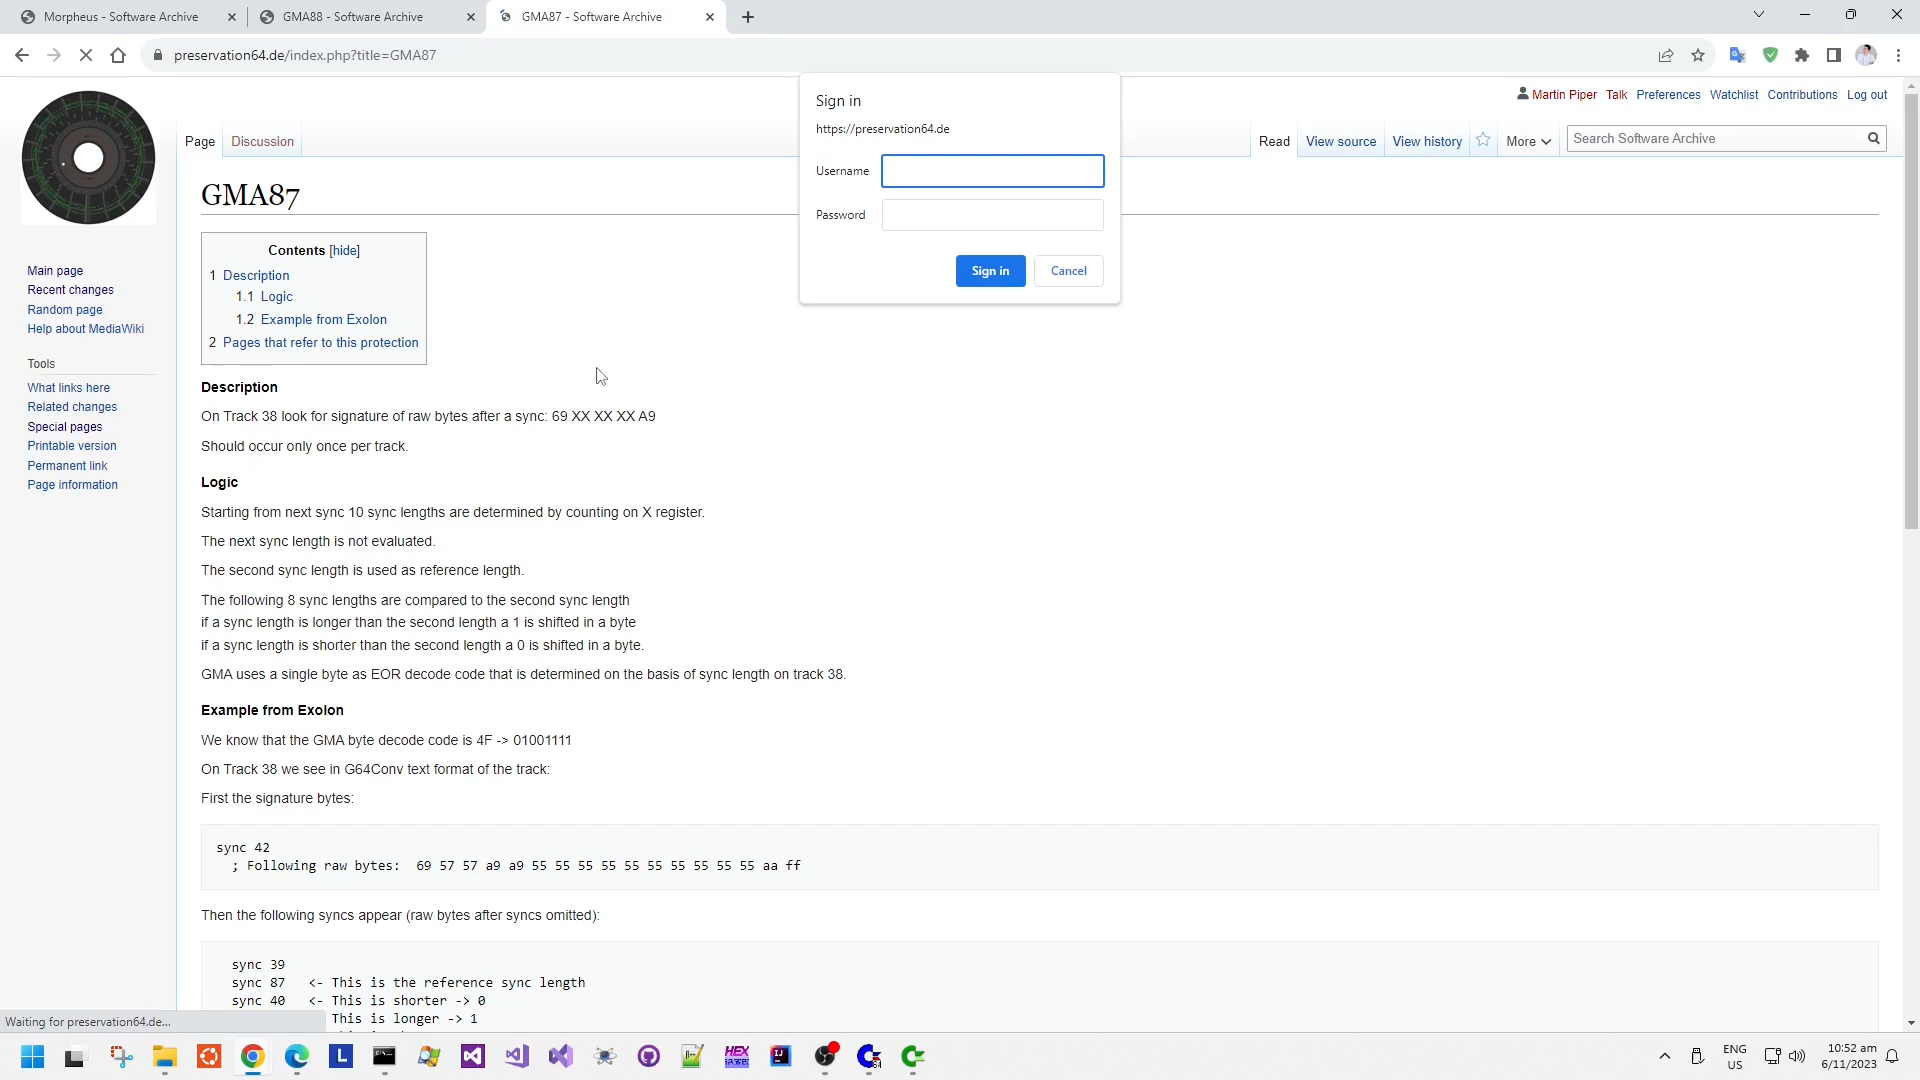 Morpheus - Software Archive
GMA88 - Software Archive
GMA87 - Software Archive
preservation64.de/index.php?title=GMA87
Sign in
https://preservation64.de
Username
Password
Sign in
Cancel
Martin Piper Talk Preferences Watchlist Contributions Log out
Page Discussion
Read View source View history More
Search Software Archive
GMA87
Contents [hide]
1 Description
1.1 Logic
1.2 Example from Exolon
2 Pages that refer to this protection
Main page
Recent changes
Random page
Help about MediaWiki
Tools
What links here
Related changes
Special pages
Printable version
Permanent link
Page information
Description
On Track 38 look for signature of raw bytes after a sync: 69 XX XX XX A9
Should occur only once per track.
Logic
Starting from next sync 10 sync lengths are determined by counting on X register.
The next sync length is not evaluated.
The second sync length is used as reference length.
The following 8 sync lengths are compared to the second sync length
if a sync length is longer than the second length a 1 is shifted in a byte
if a sync length is shorter than the second length a 0 is shifted in a byte.
GMA uses a single byte as EOR decode code that is determined on the basis of sync length on track 38.
Example from Exolon
We know that the GMA byte decode code is 4F -> 01001111
On Track 38 we see in G64Conv text format of the track:
First the signature bytes:
sync 42
; Following raw bytes: 69 57 57 a9 a9 55 55 55 55 55 55 55 55 55 55 aa ff
Then the following syncs appear (raw bytes after syncs omitted):
sync 39
sync 87 <- This is the reference sync length
sync 40 <- This is shorter -> 0
This is longer -> 1
Waiting for preservation64.de...
L
HEX
IJ
64
ENG
US
10:52 am
6/11/2023